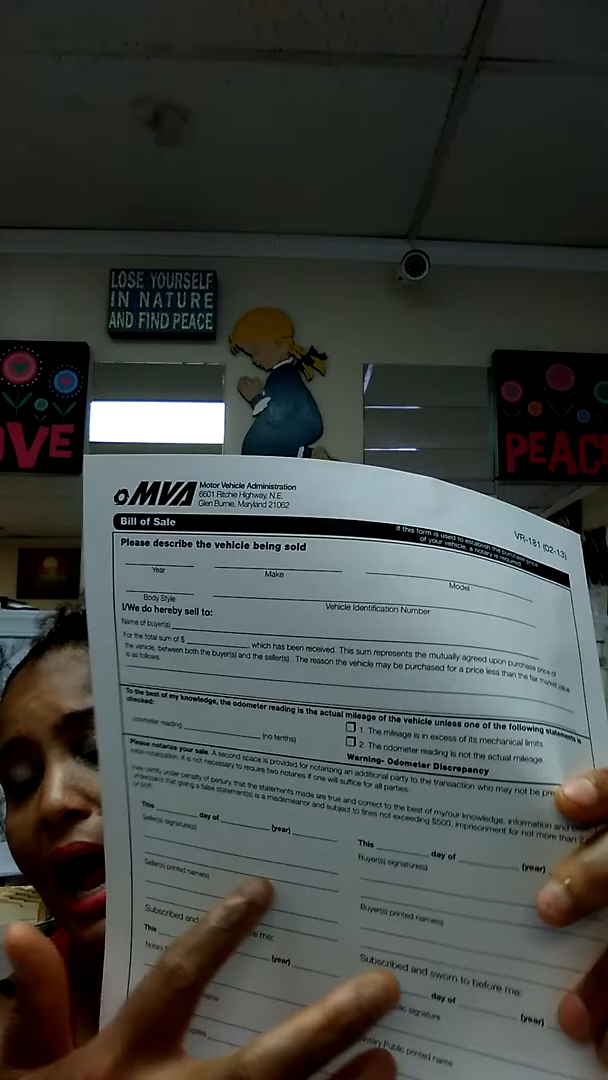 LOSE YOURSELF
IN NATURE
AND FIND PEACE
OVE
PEAC
MVA
Motor Vehicle Administration
6601 Ritchie Highway, N.E.
Glen Burnie, Maryland 21062
VR-181 (02-13)
Bill of Sale
If this form is used to establish the purchase price
of your vehicle, a notary is required.
Please describe the vehicle being sold
Year Make Model
Body Style Vehicle Identification Number
I/We do hereby sell to:
Name of buyer(s)
For the total sum of $ , which has been received. This sum represents the mutually agreed upon purchase price of
the vehicle, between both the buyer(s) and the seller(s). The reason the vehicle may be purchased for a price less than the fair market value
is as follows
To the best of my knowledge, the odometer reading is the actual mileage of the vehicle unless one of the following statements is
checked:
odometer reading (no tenths)
1. The mileage is in excess of its mechanical limits.
2. The odometer reading is not the actual mileage.
Warning- Odometer Discrepancy
Please notarize your sale. A second space is provided for notarizing an additional party to the transaction who may not be pre
initial notarization. It is not necessary to require two notaries if one will suffice for all parties.
I/we certify under penalty of perjury, that the statements made are true and correct to the best of my/our knowledge, information and
understand that giving a false statement(s) is a misdemeanor and subject to fines not exceeding $500, imprisonment for not more than
or both
This day of (year)
Seller(s) signature(s)
Seller(s) printed name(s)
Subscribed and re me:
This (year)
Notary
name
This day of (year)
Buyer(s) signature(s)
Buyer(s) printed name(s)
Subscribed and sworn to before me:
day of (year)
signature
Notary Public printed name